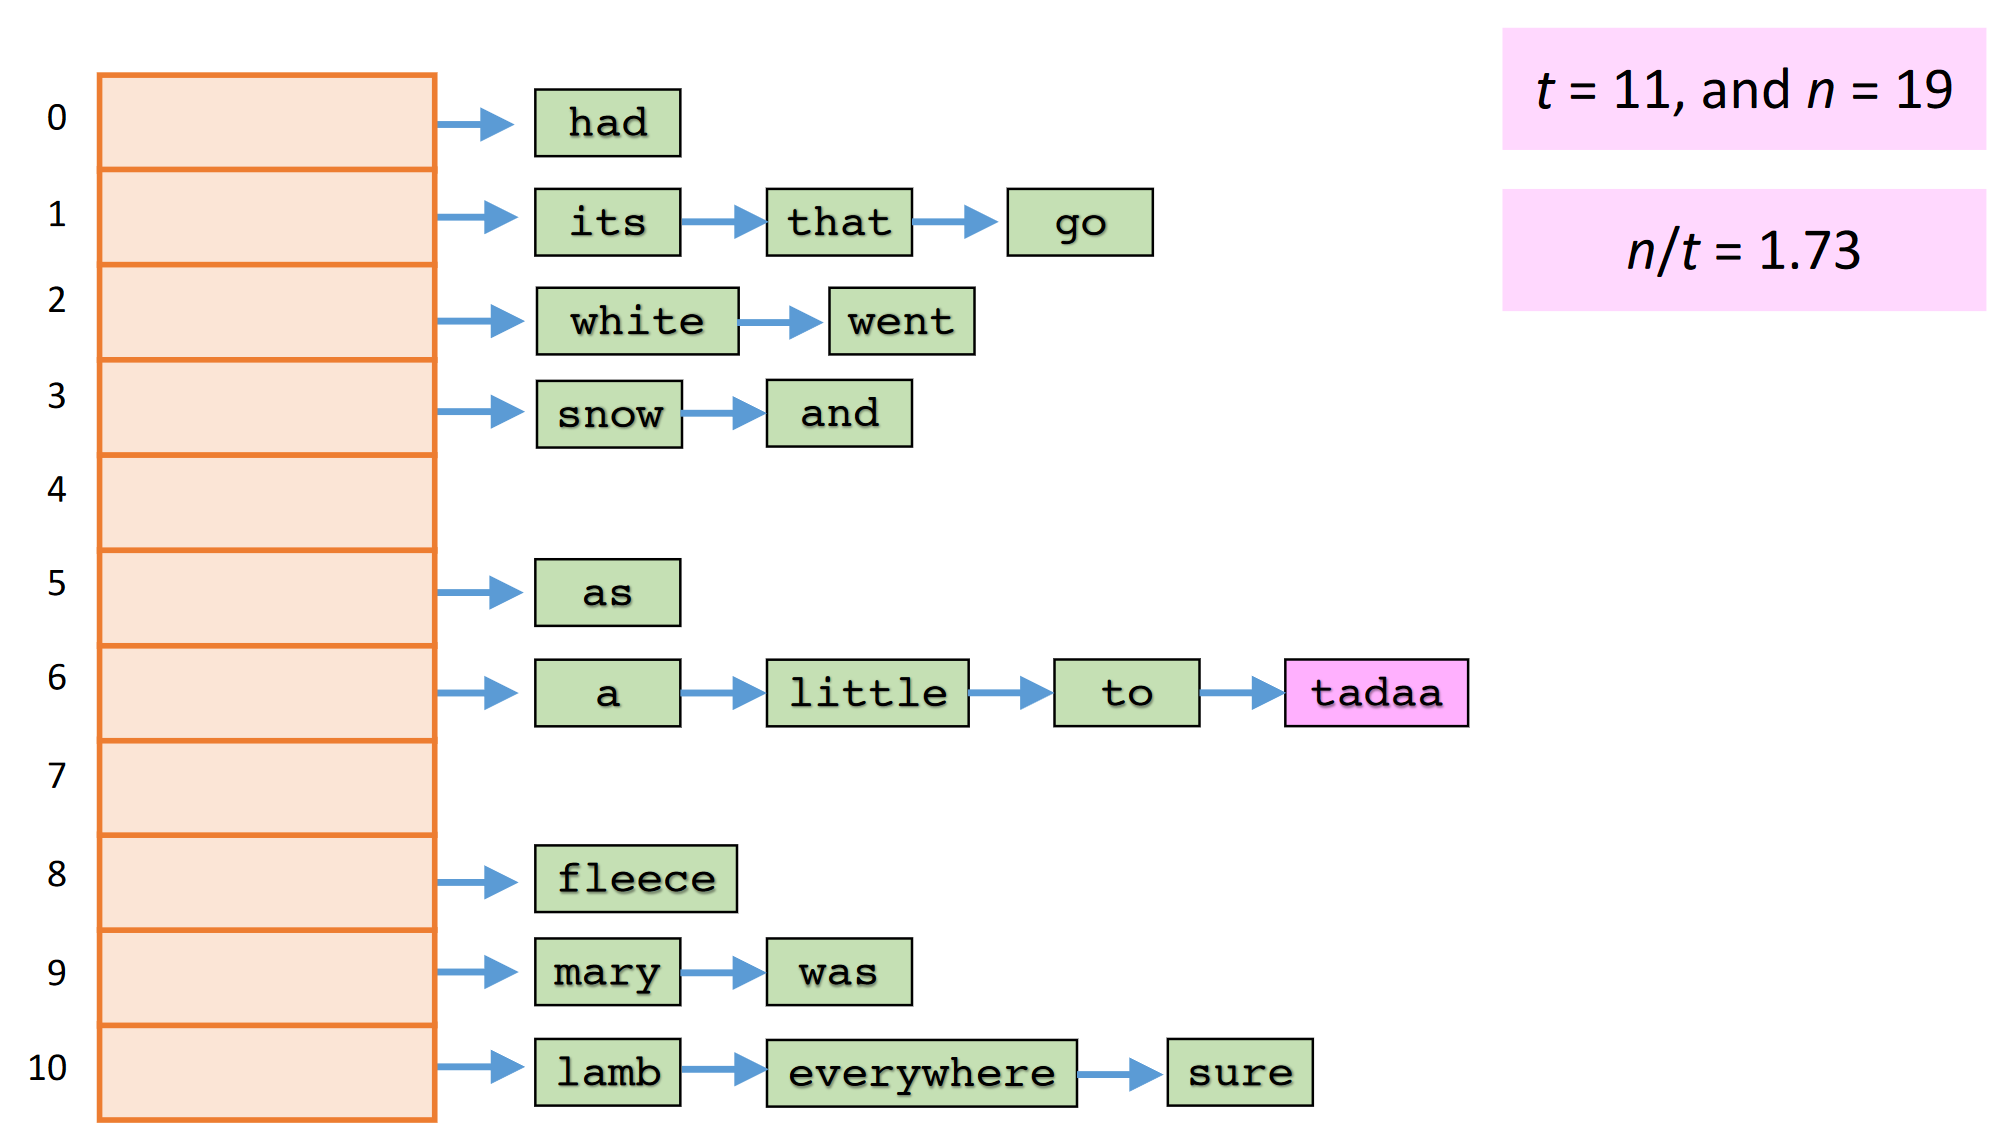 t = 11, and n = 19
n/t = 1.73
0 had
1 its that go
2 white went
3 snow and
4
5 as
6 a little to tadaa
7
8 fleece
9 mary was
10 lamb everywhere sure